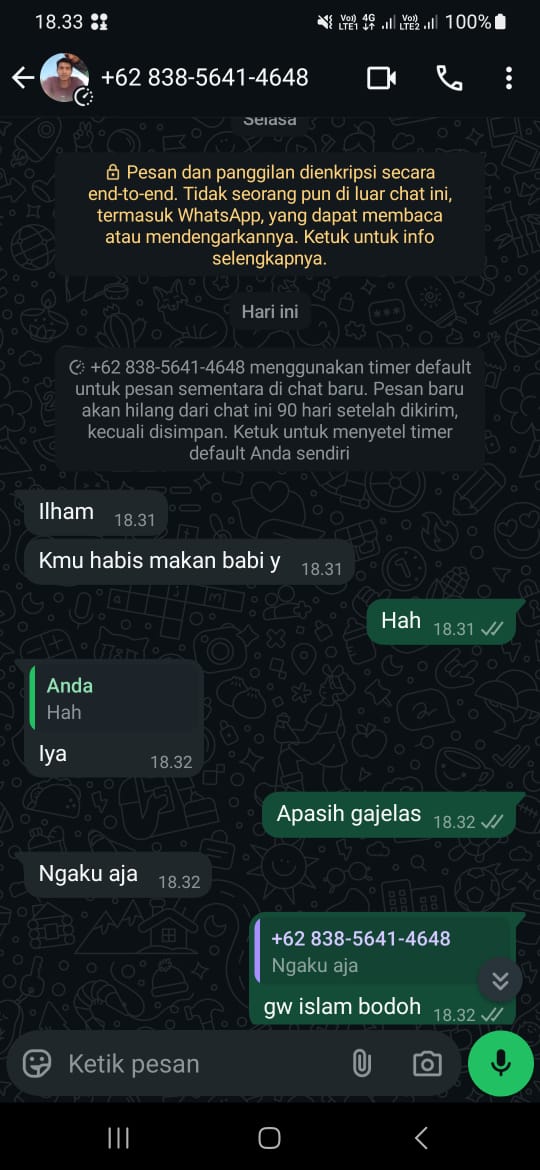 18.33 Voi) 4G Voi) 100%
LTE1 LTE2
+62 838-5641-4648
Selasa
Pesan dan panggilan dienkripsi secara
end-to-end. Tidak seorang pun di luar chat ini,
termasuk WhatsApp, yang dapat membaca
atau mendengarkannya. Ketuk untuk info
selengkapnya.
Hari ini
+62 838-5641-4648 menggunakan timer default
untuk pesan sementara di chat baru. Pesan baru
akan hilang dari chat ini 90 hari setelah dikirim,
kecuali disimpan. Ketuk untuk menyetel timer
default Anda sendiri
Ilham 18.31
Kmu habis makan babi y 18.31
Hah 18.31
Anda
Hah
Iya 18.32
Apasih gajelas 18.32
Ngaku aja 18.32
+62 838-5641-4648
Ngaku aja
gw islam bodoh 18.32
Ketik pesan